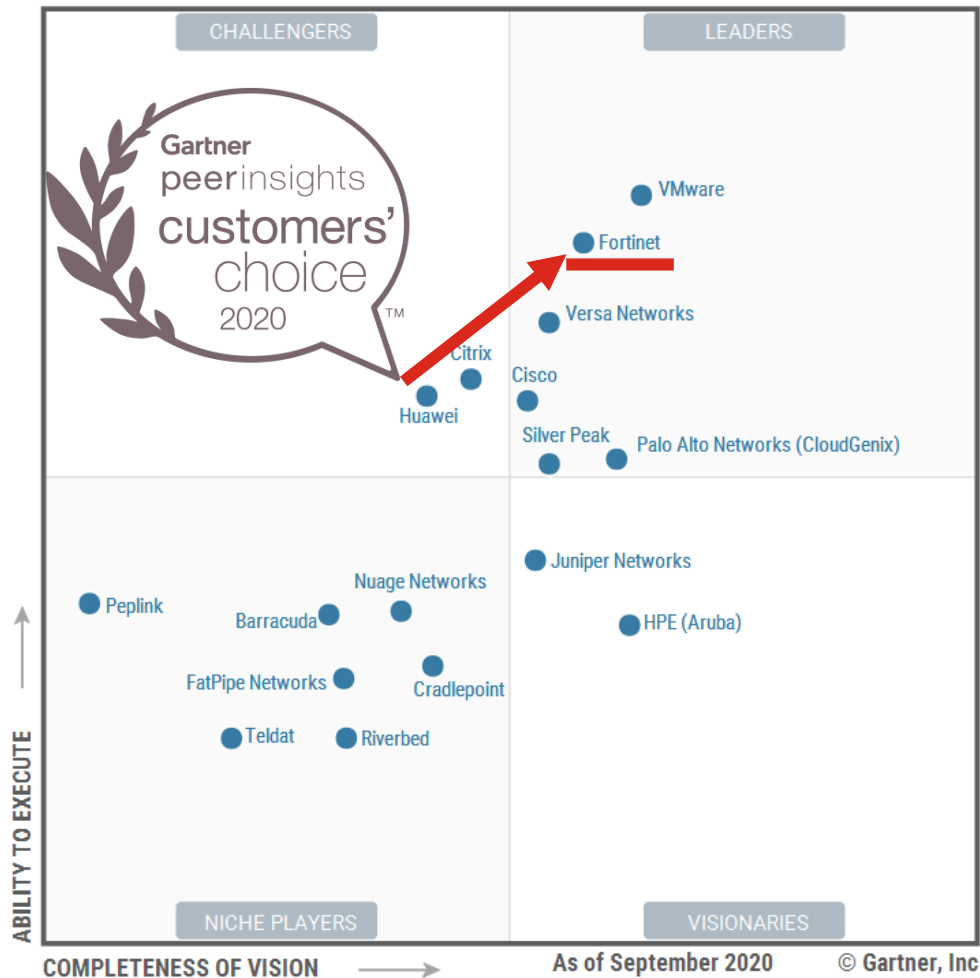 CHALLENGERS
LEADERS
Gartner
peerinsights
customers’
choice
2020
TM
VMware
Fortinet
Versa Networks
Citrix
Cisco
Huawei
Silver Peak
Palo Alto Networks (CloudGenix)
Juniper Networks
Nuage Networks
Peplink
Barracuda
HPE (Aruba)
FatPipe Networks
Cradlepoint
Teldat
Riverbed
ABILITY TO EXECUTE
NICHE PLAYERS
VISIONARIES
COMPLETENESS OF VISION
As of September 2020
© Gartner, Inc